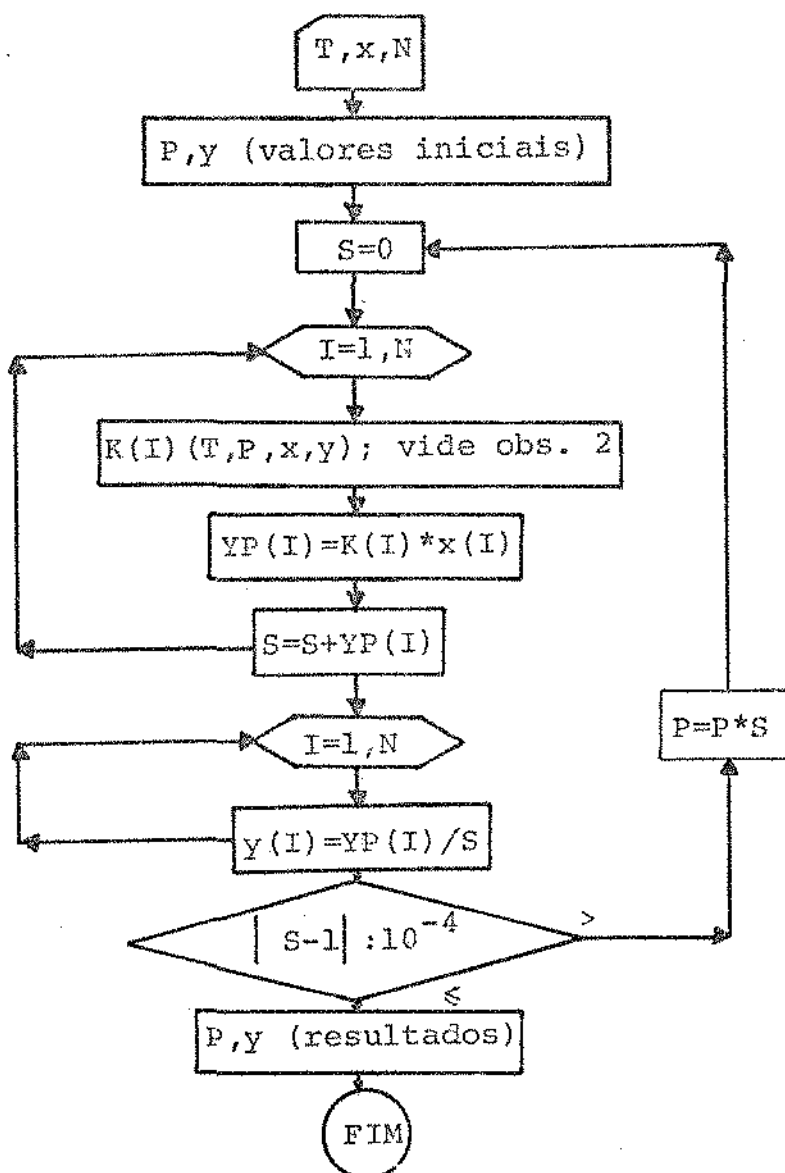 T,x,N
P,y (valores iniciais)
S=0
I=1,N
K(I)(T,P,x,y); vide obs. 2
YP(I)=K(I)*x(I)
S=S+YP(I)
I=1,N
P=P*S
y(I)=YP(I)/S
| S-1| :10^-4
>
≤
P,y (resultados)
FIM